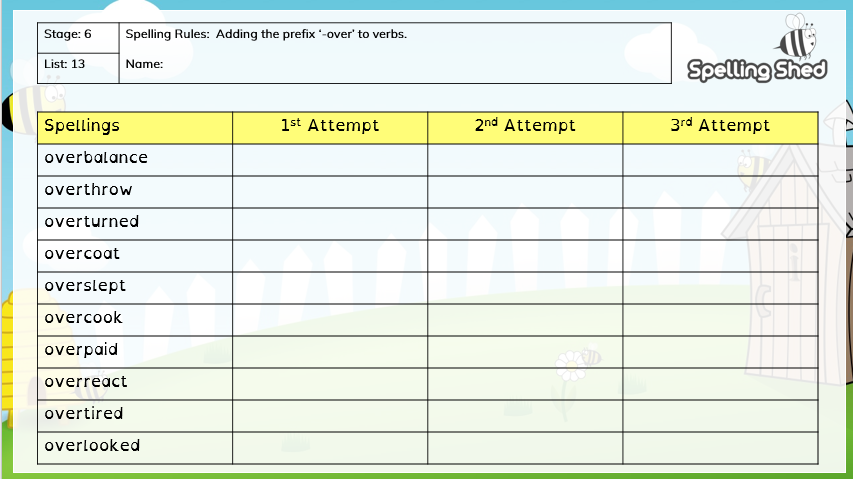 Stage: 6
Spelling Rules: Adding the prefix ‘-over’ to verbs.
List: 13
Name:
Spelling Shed
Spellings 1st Attempt 2nd Attempt 3rd Attempt
overbalance
overthrow
overturned
overcoat
overslept
overcook
overpaid
overreact
overtired
overlooked